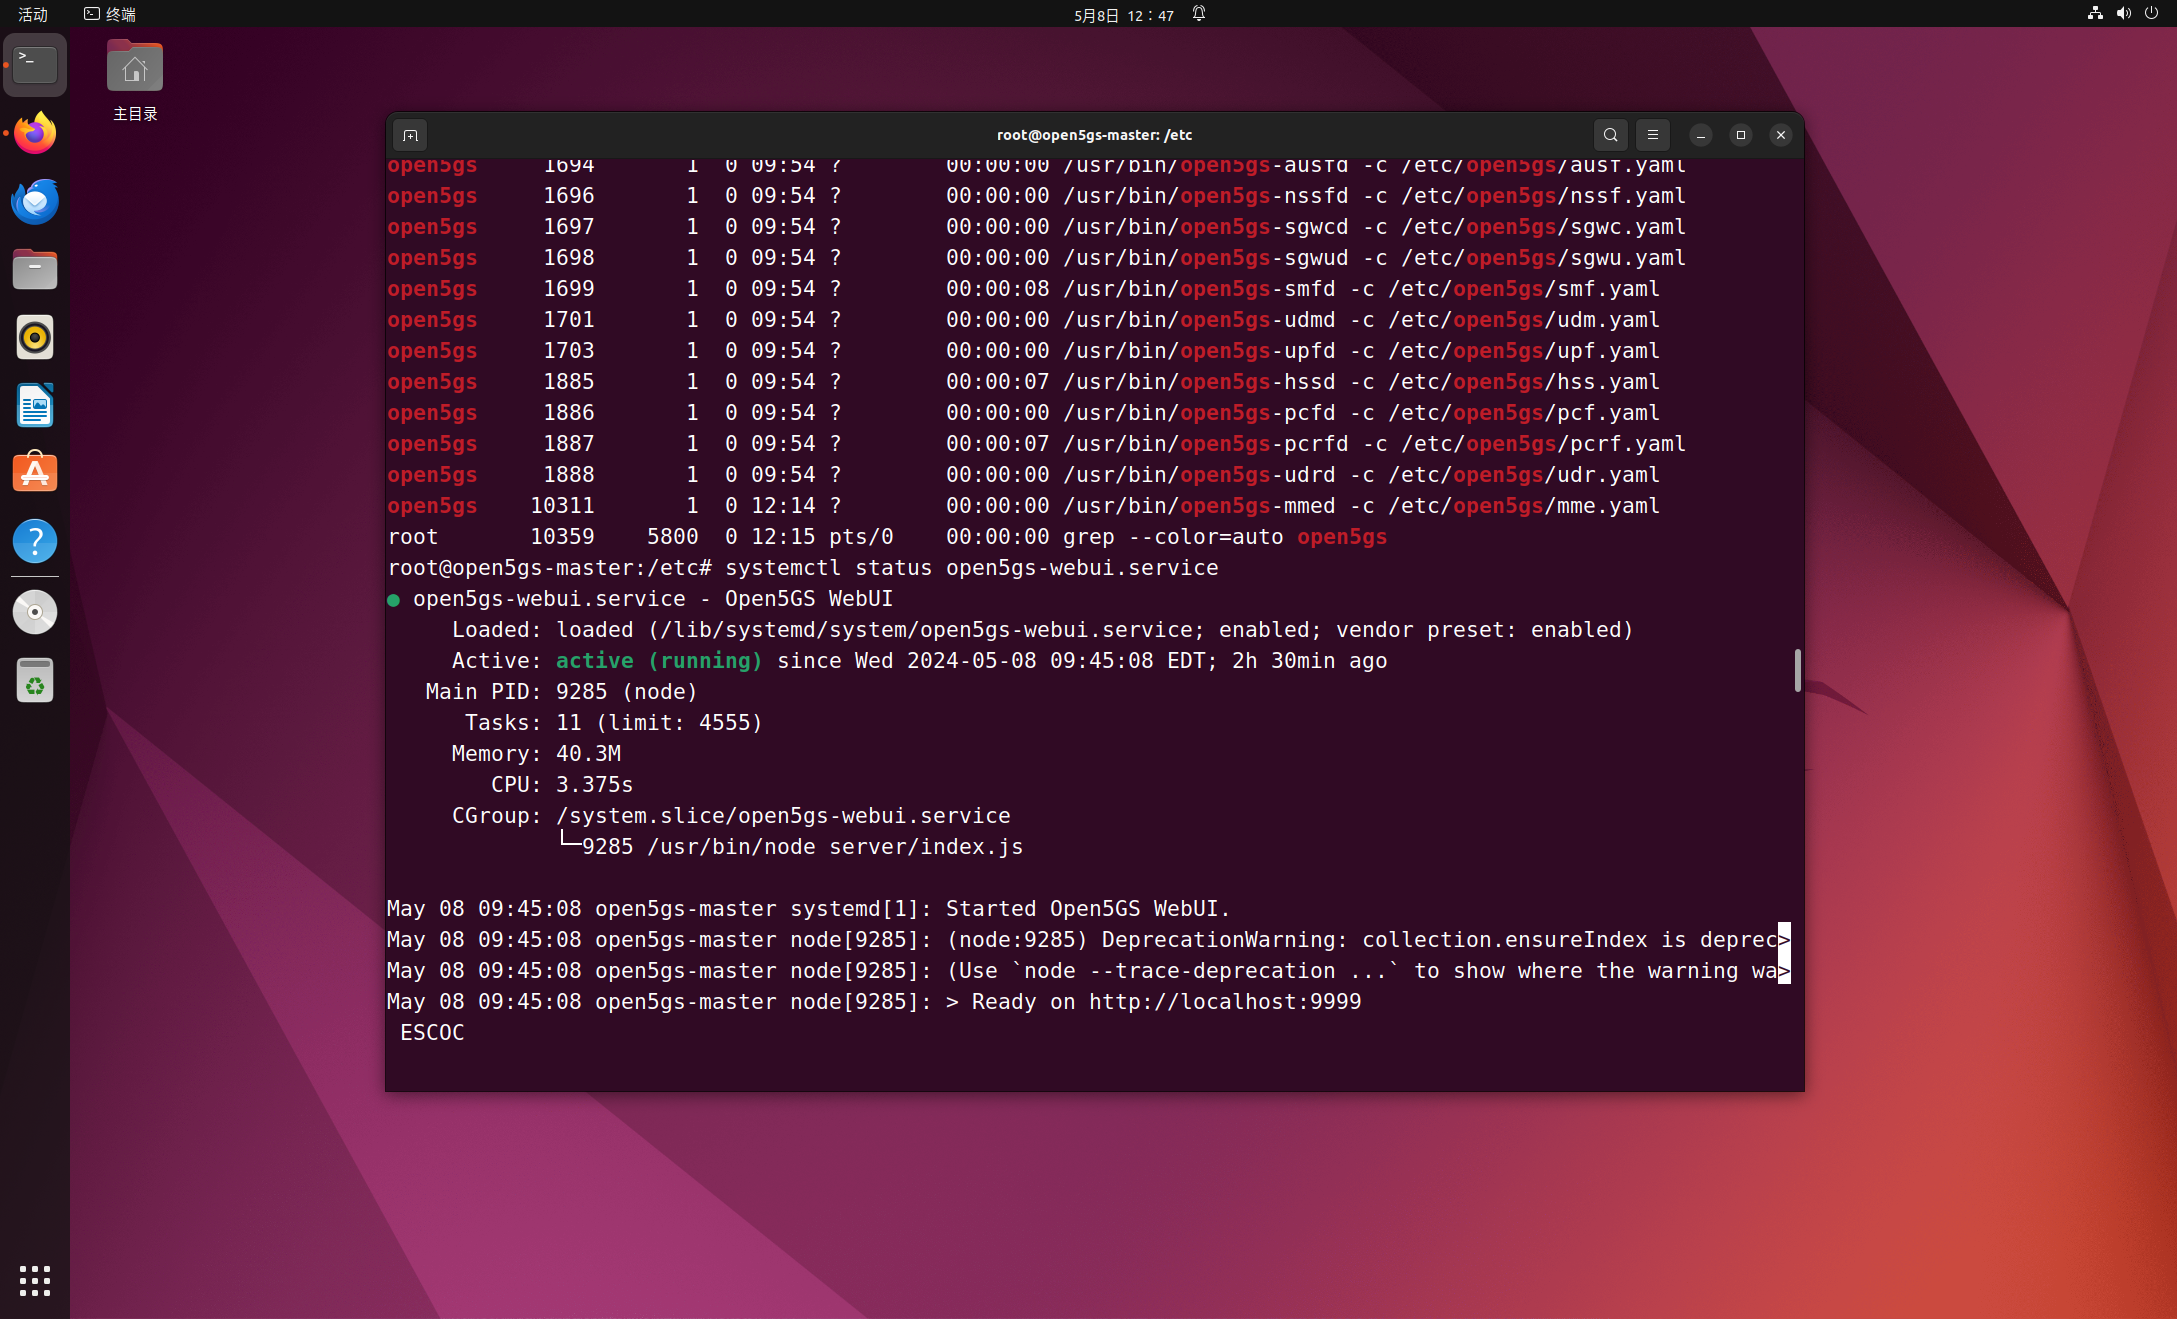 活动 终端 5月8日 12：47
主目录
root@open5gs-master: /etc
open5gs 1694 1 0 09:54 ? 00:00:00 /usr/bin/open5gs-ausfd -c /etc/open5gs/ausf.yaml
open5gs 1696 1 0 09:54 ? 00:00:00 /usr/bin/open5gs-nssfd -c /etc/open5gs/nssf.yaml
open5gs 1697 1 0 09:54 ? 00:00:00 /usr/bin/open5gs-sgwcd -c /etc/open5gs/sgwc.yaml
open5gs 1698 1 0 09:54 ? 00:00:00 /usr/bin/open5gs-sgwud -c /etc/open5gs/sgwu.yaml
open5gs 1699 1 0 09:54 ? 00:00:08 /usr/bin/open5gs-smfd -c /etc/open5gs/smf.yaml
open5gs 1701 1 0 09:54 ? 00:00:00 /usr/bin/open5gs-udmd -c /etc/open5gs/udm.yaml
open5gs 1703 1 0 09:54 ? 00:00:00 /usr/bin/open5gs-upfd -c /etc/open5gs/upf.yaml
open5gs 1885 1 0 09:54 ? 00:00:07 /usr/bin/open5gs-hssd -c /etc/open5gs/hss.yaml
open5gs 1886 1 0 09:54 ? 00:00:00 /usr/bin/open5gs-pcfd -c /etc/open5gs/pcf.yaml
open5gs 1887 1 0 09:54 ? 00:00:07 /usr/bin/open5gs-pcrfd -c /etc/open5gs/pcrf.yaml
open5gs 1888 1 0 09:54 ? 00:00:00 /usr/bin/open5gs-udrd -c /etc/open5gs/udr.yaml
open5gs 10311 1 0 12:14 ? 00:00:00 /usr/bin/open5gs-mmed -c /etc/open5gs/mme.yaml
root 10359 5800 0 12:15 pts/0 00:00:00 grep --color=auto open5gs
root@open5gs-master:/etc# systemctl status open5gs-webui.service
● open5gs-webui.service - Open5GS WebUI
Loaded: loaded (/lib/systemd/system/open5gs-webui.service; enabled; vendor preset: enabled)
Active: active (running) since Wed 2024-05-08 09:45:08 EDT; 2h 30min ago
Main PID: 9285 (node)
Tasks: 11 (limit: 4555)
Memory: 40.3M
CPU: 3.375s
CGroup: /system.slice/open5gs-webui.service
└─9285 /usr/bin/node server/index.js
May 08 09:45:08 open5gs-master systemd[1]: Started Open5GS WebUI.
May 08 09:45:08 open5gs-master node[9285]: (node:9285) DeprecationWarning: collection.ensureIndex is deprec>
May 08 09:45:08 open5gs-master node[9285]: (Use `node --trace-deprecation ...` to show where the warning wa>
May 08 09:45:08 open5gs-master node[9285]: > Ready on http://localhost:9999
ESCOC